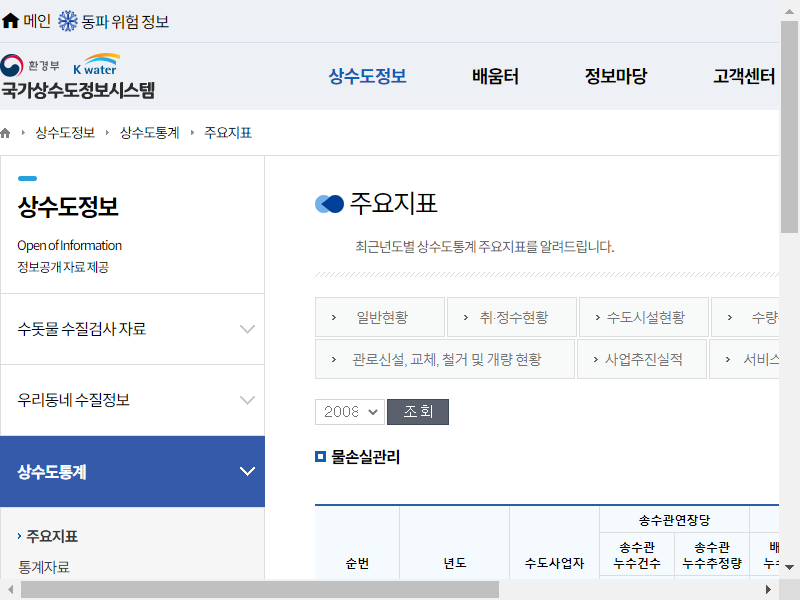 메인 동파 위험 정보
환경부 K water
국가상수도정보시스템
상수도정보 배움터 정보마당 고객센터
상수도정보 상수도통계 주요지표
상수도정보
Open of Information
정보공개 자료 제공
수돗물 수질검사 자료
우리동네 수질정보
상수도통계
주요지표
통계자료
주요지표
최근년도별 상수도통계 주요지표를 알려드립니다.
일반현황 취·정수현황 수도시설현황 수량
관로신설, 교체, 철거 및 개량 현황 사업추진실적 서비스
2008 조회
물손실관리
송수관연장당
순번 년도 수도사업자
송수관 송수관 배
누수건수 누수추정량 누수